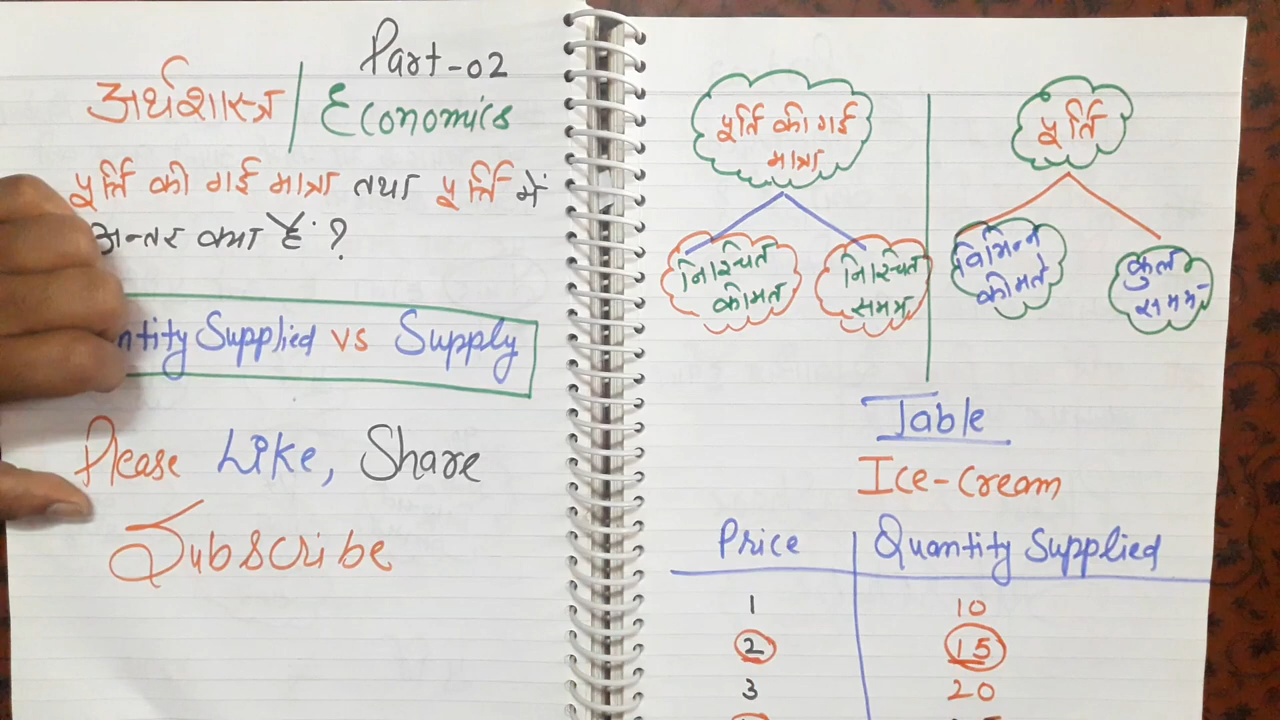 Part-02
अर्थशास्त्र / Economics
पूर्ति की गई मात्रा तथा पूर्ति में
अन्तर क्या है ?
ntity Supplied vs Supply
Please Like, Share
Subscribe
पूर्ति की गई
मात्रा
पूर्ति
निश्चित
कीमत
निश्चित
समय
विभिन्न
कीमतें
कुल
समय
Table
Ice-Cream
Price Quantity Supplied
1 10
2 15
3 20